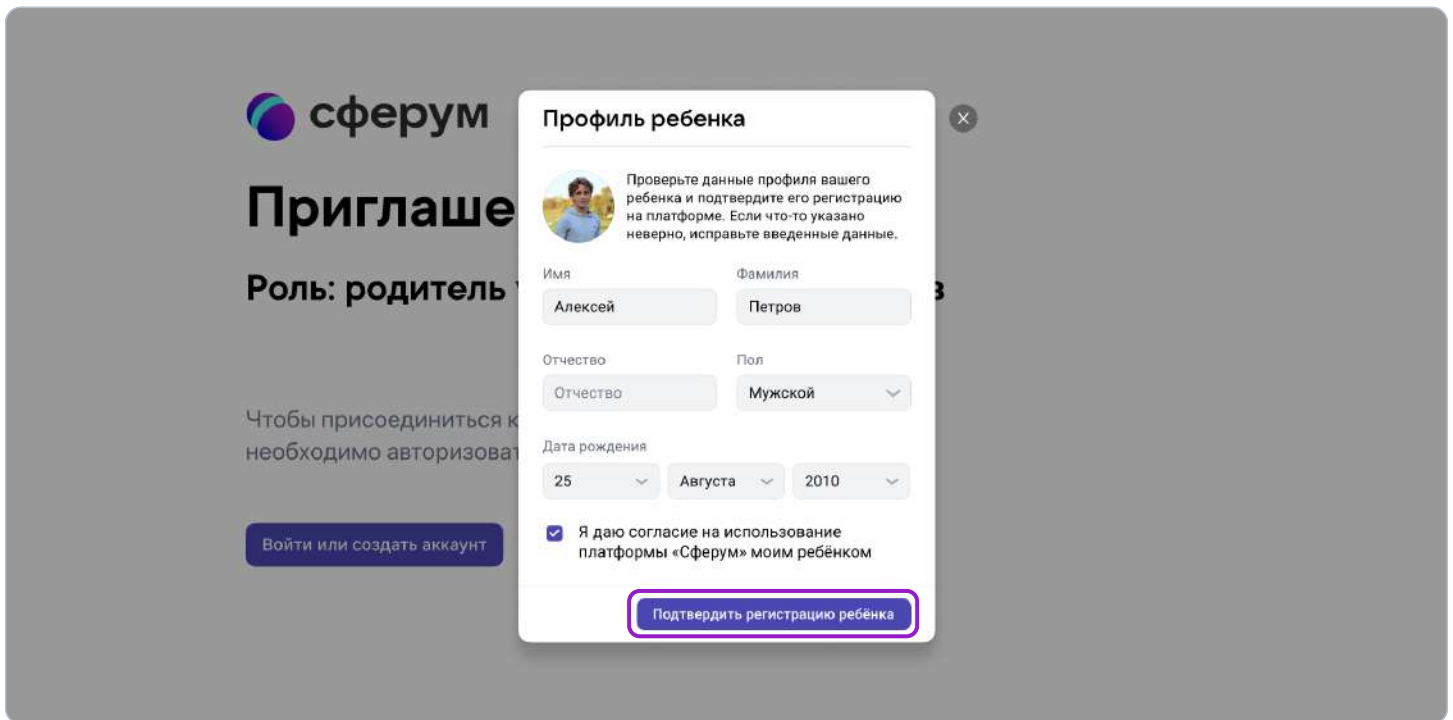 сферум
Приглаше
Роль: родитель
Чтобы присоединиться к
необходимо авторизоват
Войти или создать аккаунт
Профиль ребенка
Проверьте данные профиля вашего
ребенка и подтвердите его регистрацию
на платформе. Если что-то указано
неверно, исправьте введенные данные.
Имя Фамилия
Алексей Петров
Отчество Пол
Отчество Мужской
Дата рождения
25 Августа 2010
Я даю согласие на использование
платформы «Сферум» моим ребёнком
Подтвердить регистрацию ребёнка